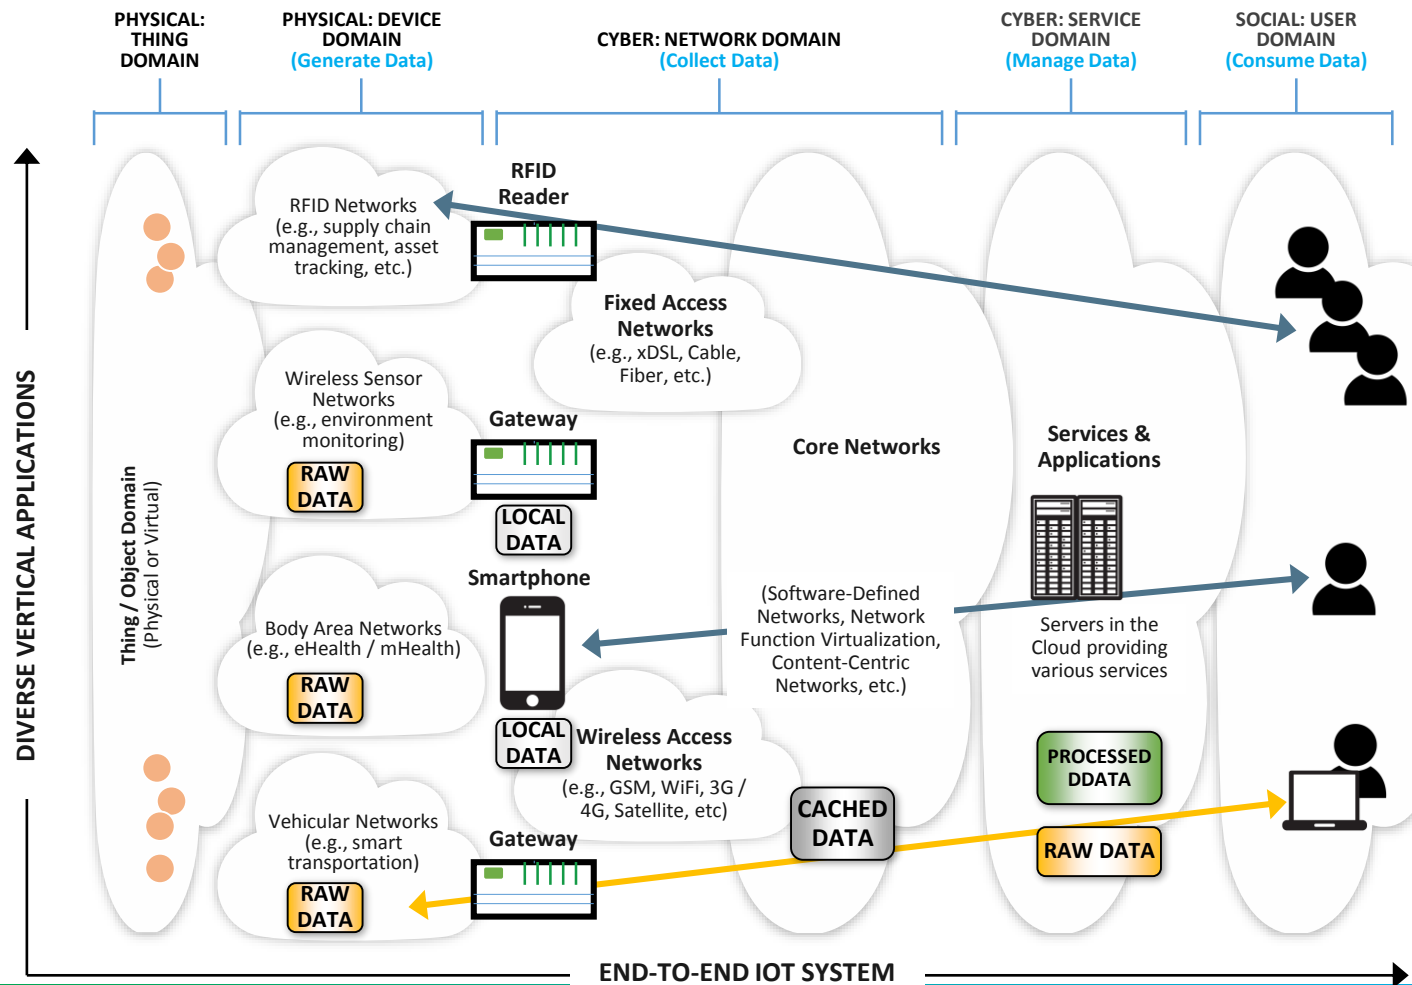 PHYSICAL:
THING
DOMAIN
PHYSICAL: DEVICE
DOMAIN
(Generate Data)
CYBER: NETWORK DOMAIN
(Collect Data)
CYBER: SERVICE
DOMAIN
(Manage Data)
SOCIAL: USER
DOMAIN
(Consume Data)
DIVERSE VERTICAL APPLICATIONS
Thing / Object Domain
(Physical or Virtual)
RFID Networks
(e.g., supply chain
management, asset
tracking, etc.)
RFID
Reader
Fixed Access
Networks
(e.g., xDSL, Cable,
Fiber, etc.)
Wireless Sensor
Networks
(e.g., environment
monitoring)
RAW
DATA
Gateway
LOCAL
DATA
Core Networks
Services &
Applications
Smartphone
Body Area Networks
(e.g., eHealth / mHealth)
RAW
DATA
LOCAL
DATA
(Software-Defined
Networks, Network
Function Virtualization,
Content-Centric
Networks, etc.)
Servers in the
Cloud providing
various services
Wireless Access
Networks
(e.g., GSM, WiFi, 3G /
4G, Satellite, etc)
PROCESSED
DDATA
CACHED
DATA
RAW DATA
Vehicular Networks
(e.g., smart
transportation)
RAW
DATA
Gateway
END-TO-END IOT SYSTEM